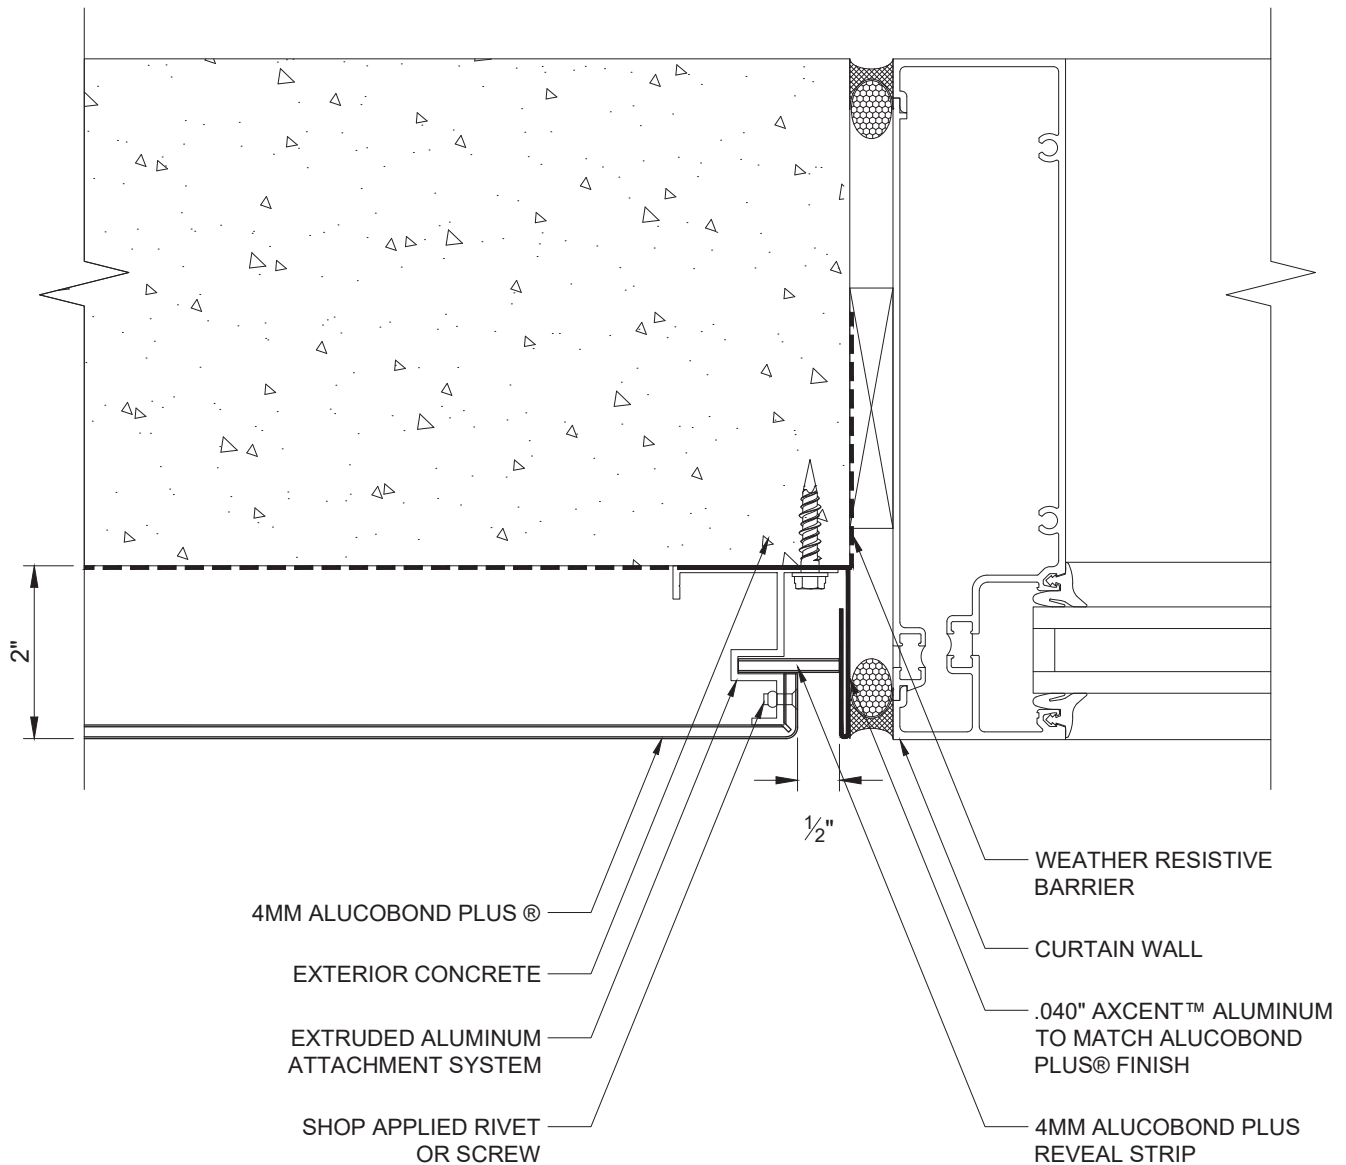 2"
½"
4MM ALUCOBOND PLUS ®
EXTERIOR CONCRETE
EXTRUDED ALUMINUM
ATTACHMENT SYSTEM
SHOP APPLIED RIVET
OR SCREW
WEATHER RESISTIVE
BARRIER
CURTAIN WALL
.040" AXCENT™ ALUMINUM
TO MATCH ALUCOBOND
PLUS® FINISH
4MM ALUCOBOND PLUS
REVEAL STRIP